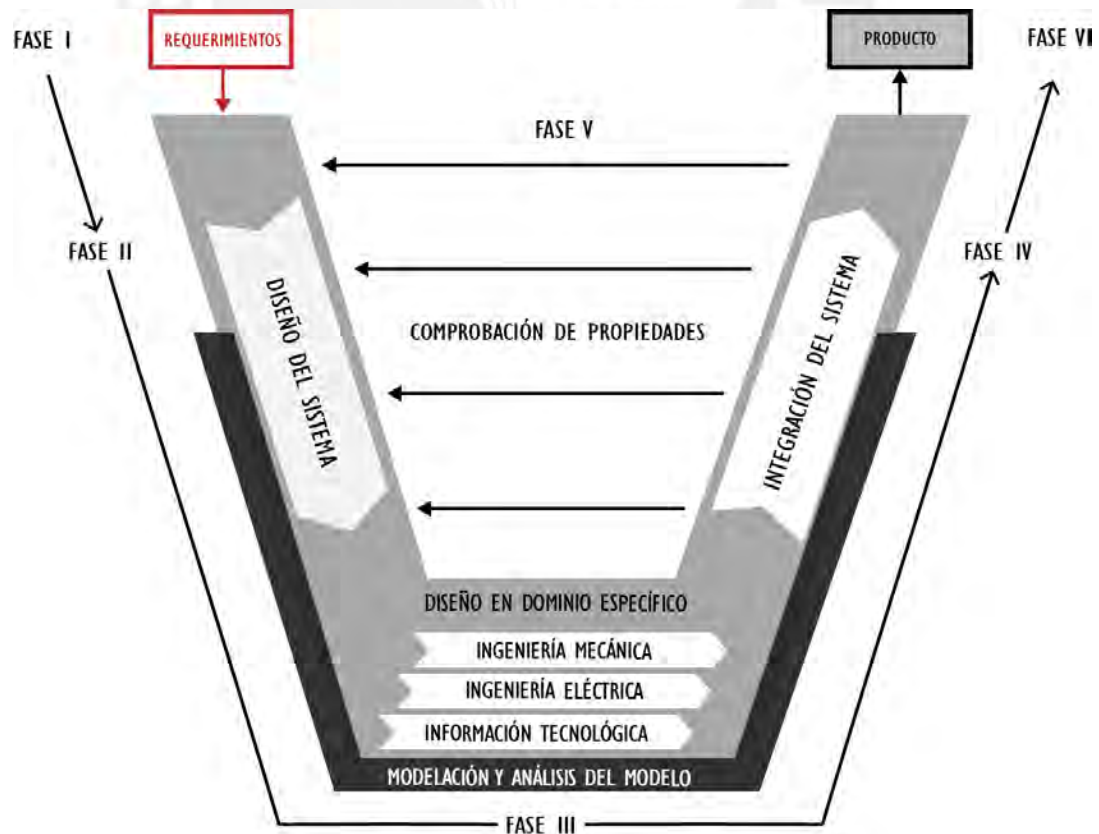 FASE I
REQUERIMIENTOS
PRODUCTO
FASE VI
FASE V
FASE II
FASE IV
DISEÑO DEL SISTEMA
COMPROBACIÓN DE PROPIEDADES
INTEGRACIÓN DEL SISTEMA
DISEÑO EN DOMINIO ESPECÍFICO
INGENIERÍA MECÁNICA
INGENIERÍA ELÉCTRICA
INFORMACIÓN TECNOLÓGICA
MODELACIÓN Y ANÁLISIS DEL MODELO
FASE III